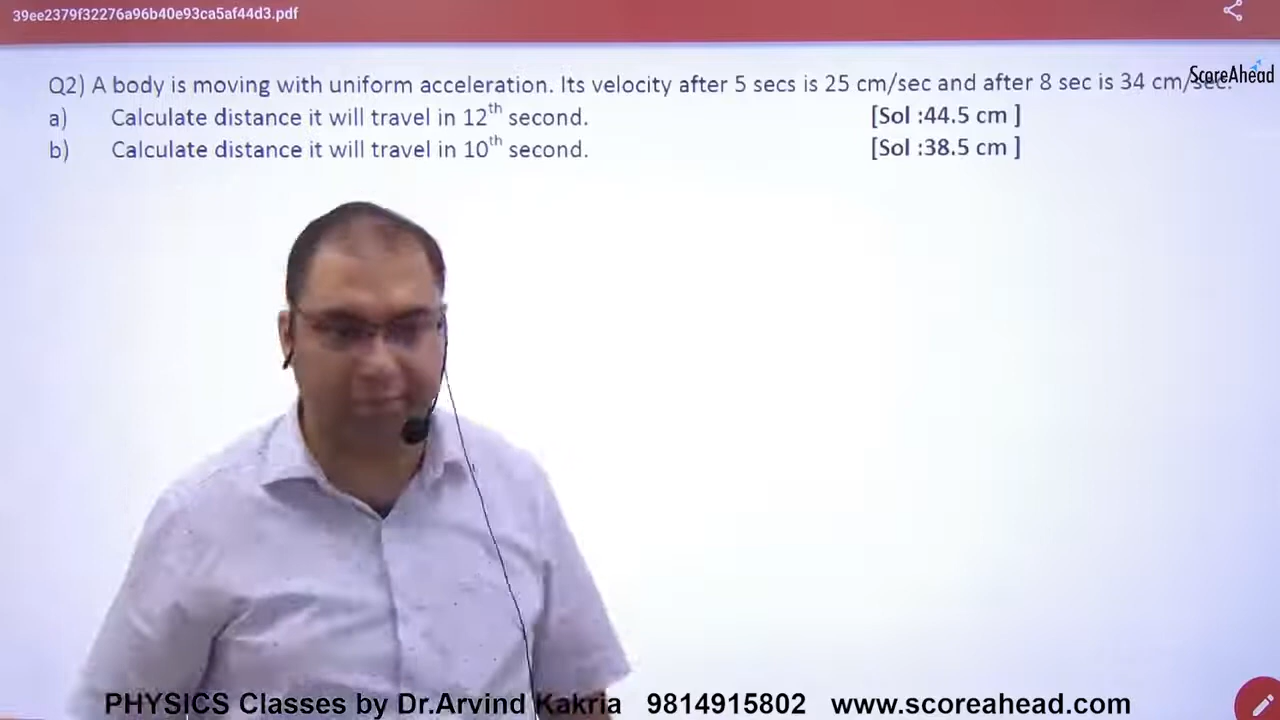 39ee2379f32276a96b40e93ca5af44d3.pdf
ScoreAhead
Q2) A body is moving with uniform acceleration. Its velocity after 5 secs is 25 cm/sec and after 8 sec is 34 cm/sec.
a) Calculate distance it will travel in 12th second. [Sol :44.5 cm ]
b) Calculate distance it will travel in 10th second. [Sol :38.5 cm ]
PHYSICS Classes by Dr.Arvind Kakria 9814915802 www.scoreahead.com